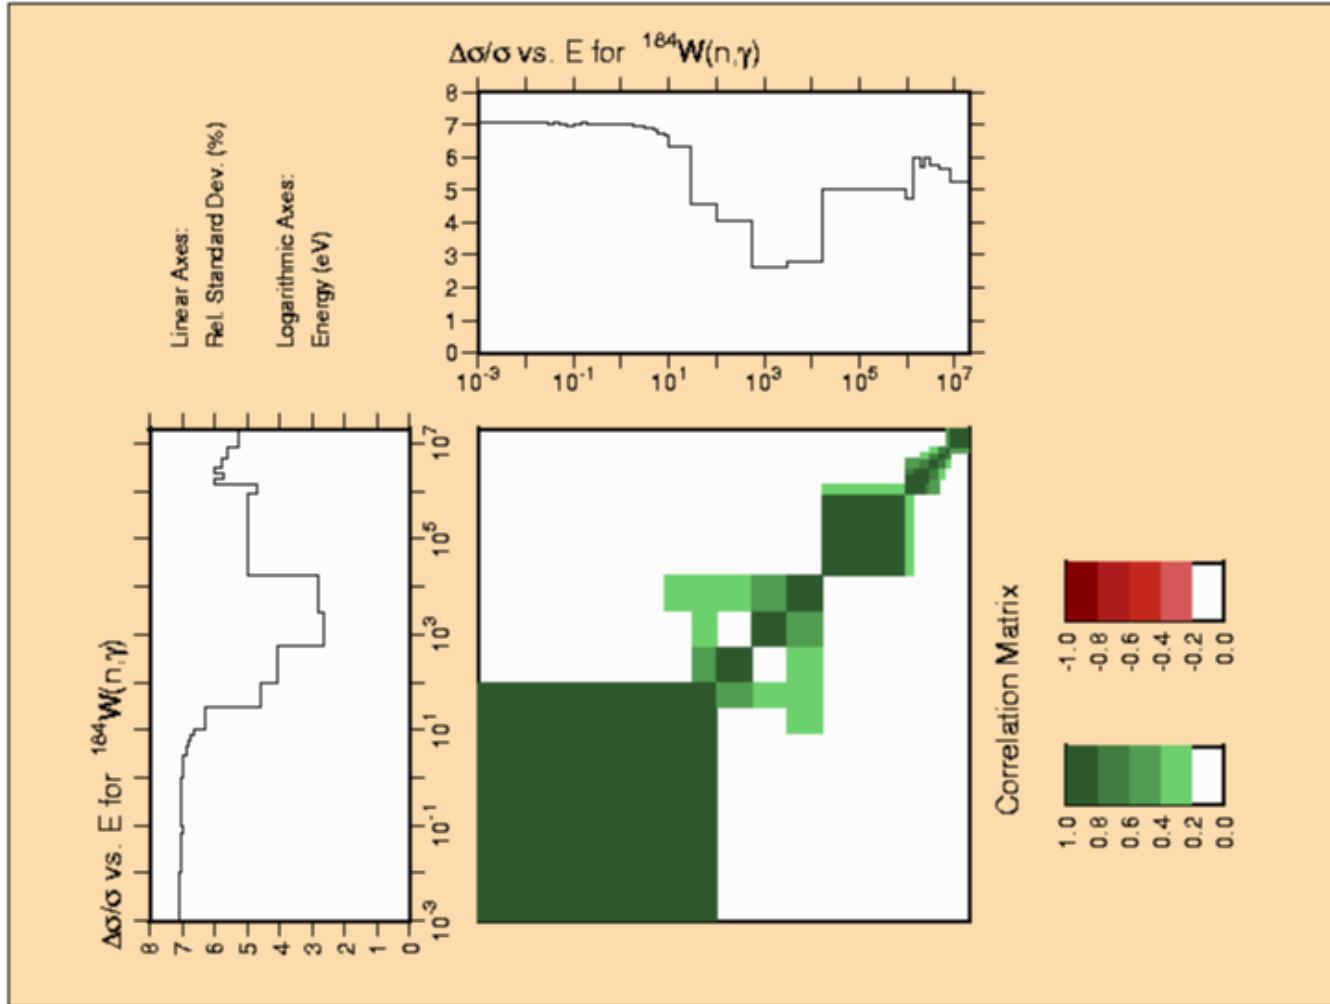 Δσ/σ vs. E for ¹⁸⁴W(n,γ)
8
7
6
5
4
3
2
1
0
10⁻³ 10⁻¹ 10¹ 10³ 10⁵ 10⁷
Linear Axes:
Rel. Standard Dev. (%)
Logarithmic Axes:
Energy (eV)
Δσ/σ vs. E for ¹⁸⁴W(n,γ)
8 7 6 5 4 3 2 1 0
10⁷
10⁵
10³
10¹
10⁻¹
10⁻³
Correlation Matrix
-1.0 -0.8 -0.6 -0.4 -0.2 0.0
1.0 0.8 0.6 0.4 0.2 0.0